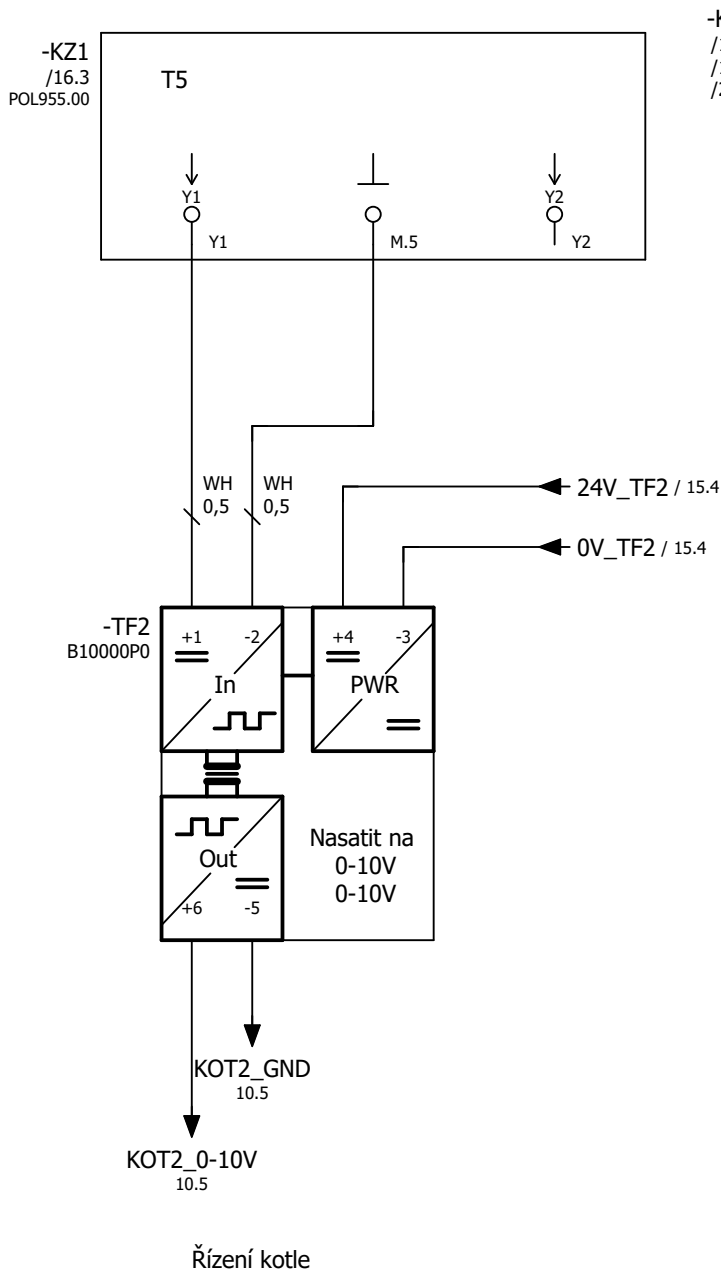 -KZ1
/16.3
POL955.00
T5
Y1
Y1
M.5
Y2
Y2
WH
0,5
WH
0,5
24V_TF2 / 15.4
0V_TF2 / 15.4
-TF2
B10000P0
+1
-2
In
+4
-3
PWR
Out
+6
-5
Nasatit na
0-10V
0-10V
KOT2_GND
10.5
KOT2_0-10V
10.5
Řízení kotle